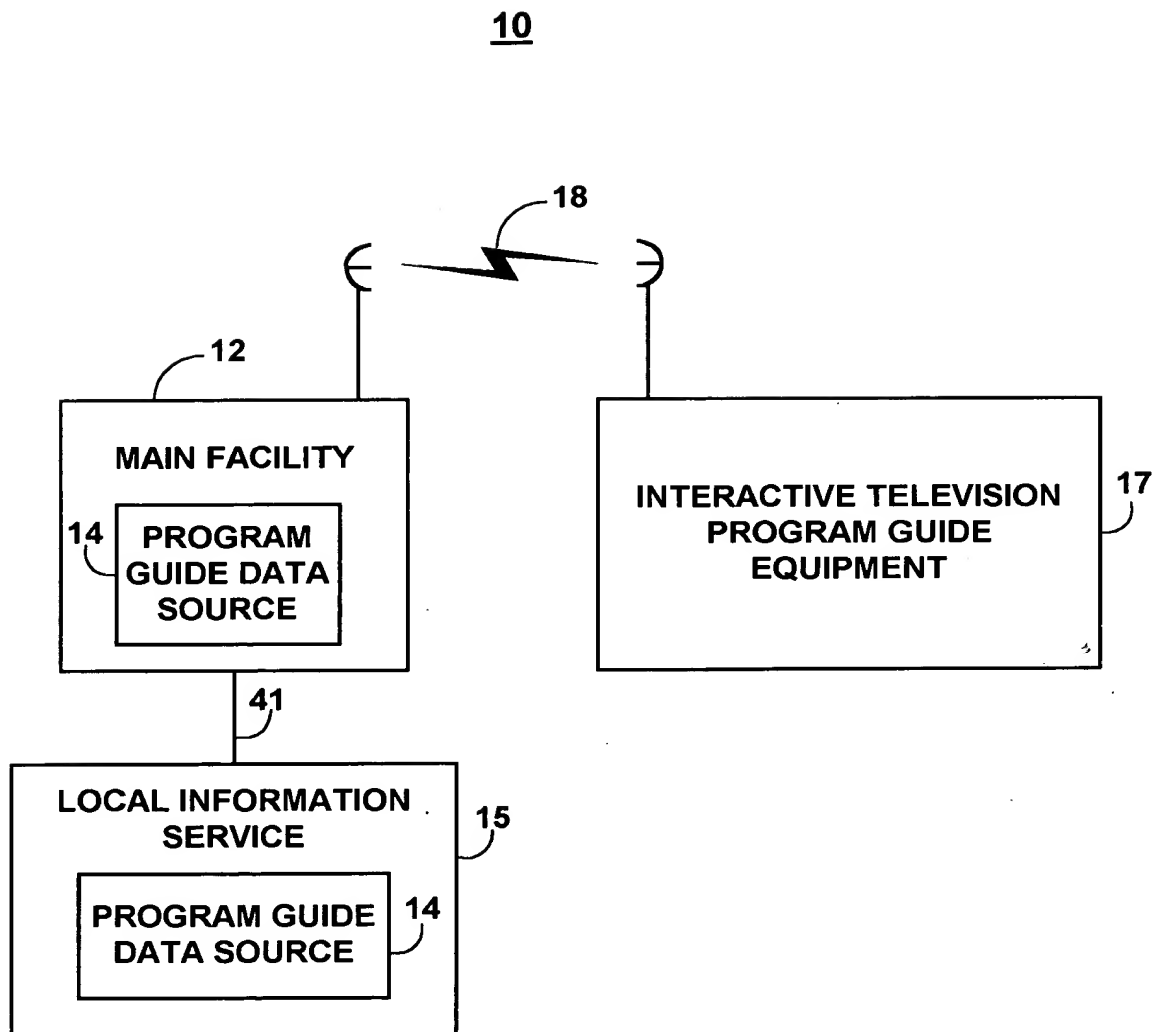 10
18
12
MAIN FACILITY
14
PROGRAM
GUIDE DATA
SOURCE
INTERACTIVE TELEVISION
PROGRAM GUIDE
EQUIPMENT
17
41
LOCAL INFORMATION
SERVICE
15
PROGRAM GUIDE
DATA SOURCE
14